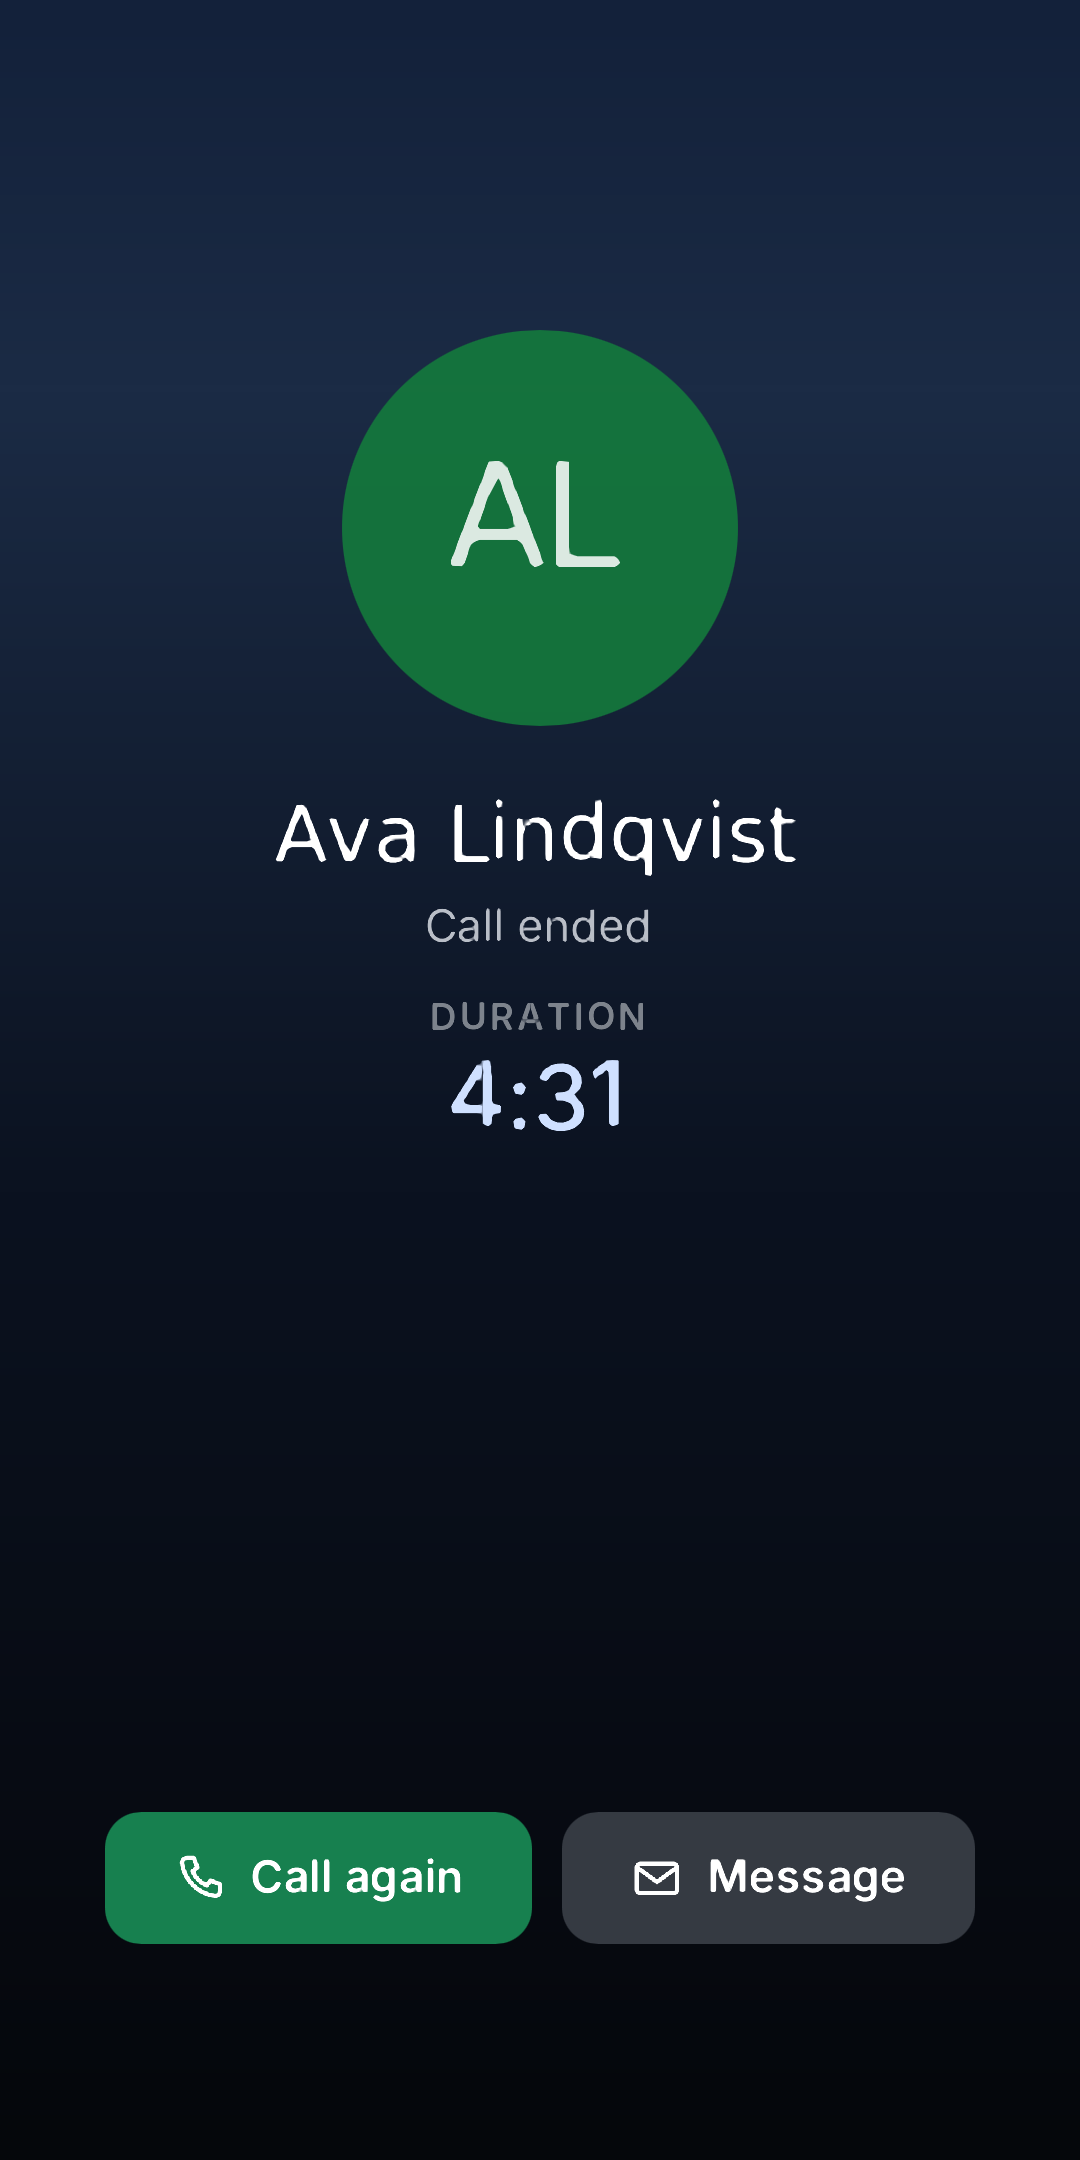 AL
Ava Lindqvist
Call ended
DURATION
4:31
Call again
Message